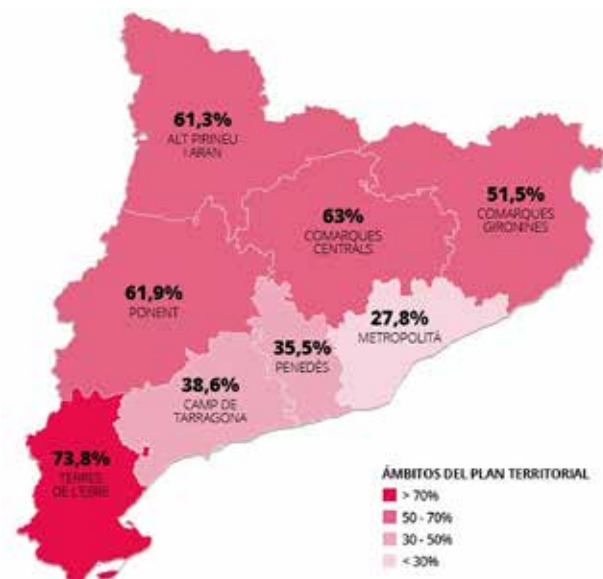 61,3%
ALT PIRINEU
I ARAN
51,5%
COMARQUES
GIRONINES
63%
COMARQUES
CENTRALS
61,9%
PONENT
27,8%
METROPOLITÀ
35,5%
PENEDÈS
38,6%
CAMP DE
TARRAGONA
73,8%
TERRES
DE L'EBRE
ÁMBITOS DEL PLAN TERRITORIAL
> 70%
50 - 70%
30 - 50%
< 30%